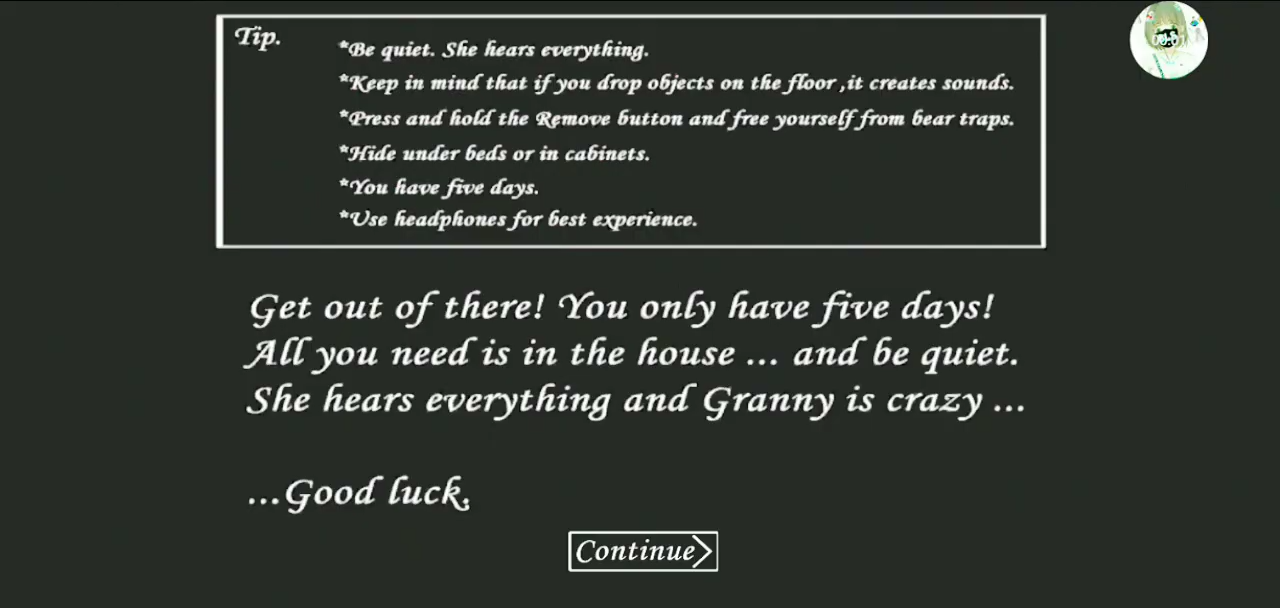 Tip.
*Be quiet. She hears everything.
*Keep in mind that if you drop objects on the floor ,it creates sounds.
*Press and hold the Remove button and free yourself from bear traps.
*Hide under beds or in cabinets.
*You have five days.
*Use headphones for best experience.
Get out of there! You only have five days!
All you need is in the house ... and be quiet.
She hears everything and Granny is crazy ...
...Good luck.
Continue>